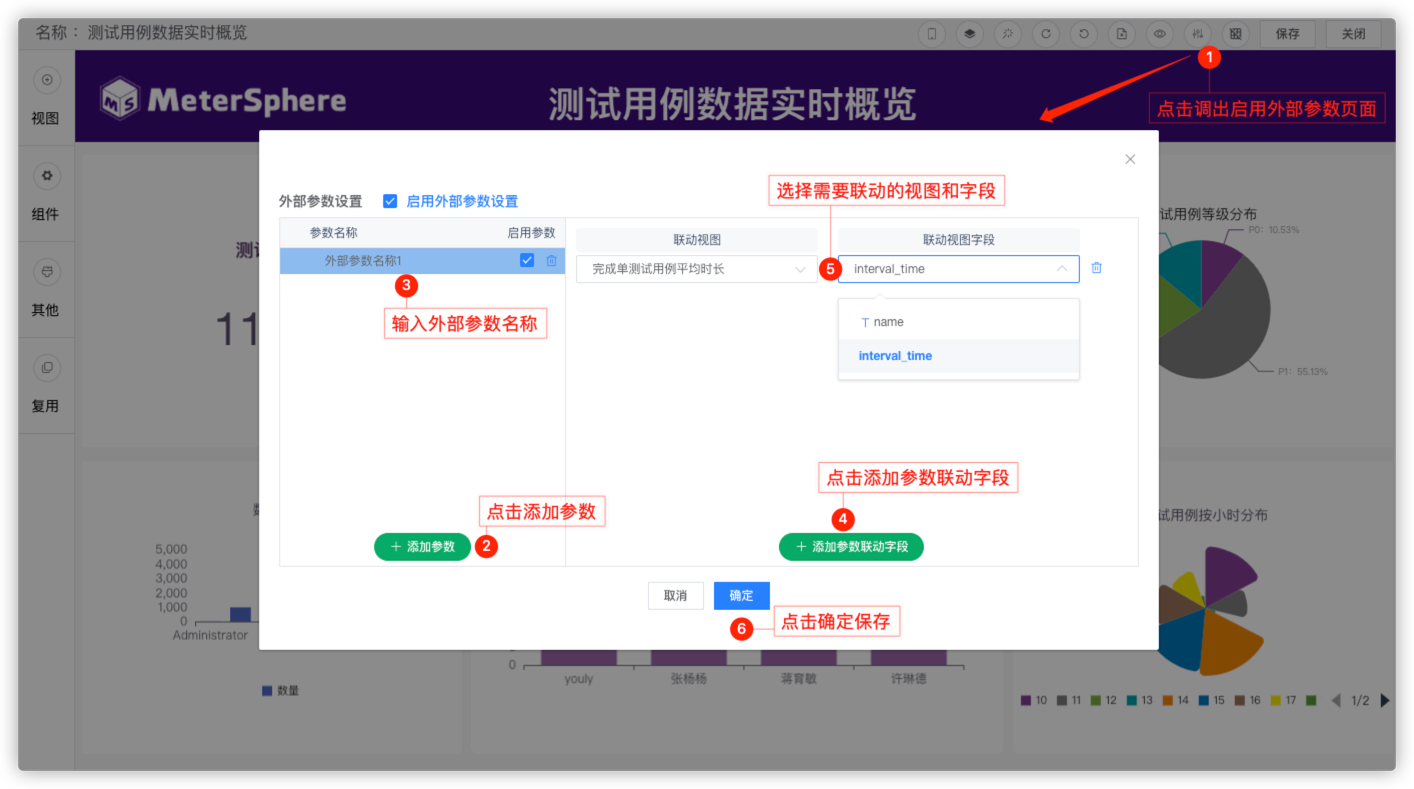 名称： 测试用例数据实时概览
保存
关闭
1
点击调出启用外部参数页面
视图
组件
其他
复用
MeterSphere
测试用例数据实时概览
外部参数设置
启用外部参数设置
选择需要联动的视图和字段
参数名称
启用参数
外部参数名称1
3
输入外部参数名称
联动视图
联动视图字段
完成单测试用例平均时长
5
interval_time
T name
interval_time
点击添加参数
2
+ 添加参数
点击添加参数联动字段
4
+ 添加参数联动字段
取消
确定
6
点击确定保存
测
11
试用例等级分布
P0: 10.53%
P1: 55.13%
5,000
4,000
3,000
2,000
1,000
0
Administrator
数量
0
youly
张杨杨
蒋育敏
许琳德
试用例按小时分布
10
11
12
13
14
15
16
17
1/2